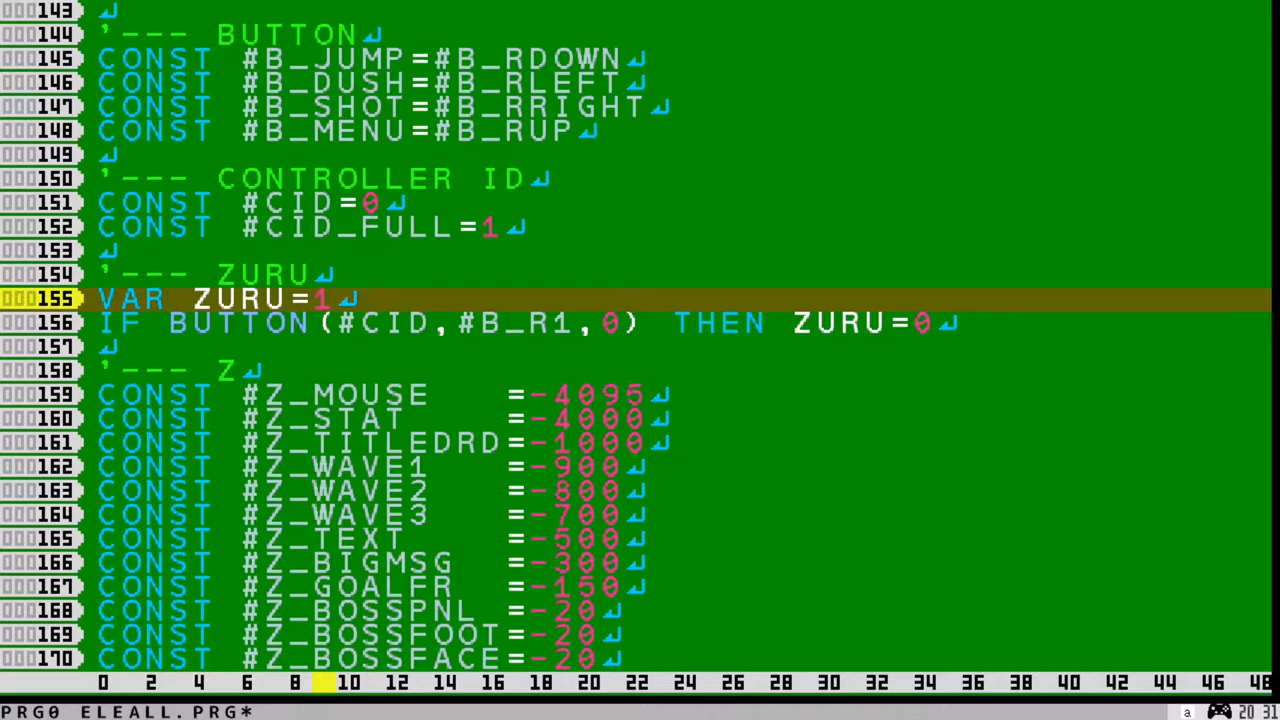 000143
000144 '--- BUTTON
000145 CONST #B_JUMP=#B_RDOWN
000146 CONST #B_DUSH=#B_RLEFT
000147 CONST #B_SHOT=#B_RRIGHT
000148 CONST #B_MENU=#B_RUP
000149
000150 '--- CONTROLLER ID
000151 CONST #CID=0
000152 CONST #CID_FULL=1
000153
000154 '--- ZURU
000155 VAR ZURU=1
000156 IF BUTTON(#CID,#B_R1,0) THEN ZURU=0
000157
000158 '--- Z
000159 CONST #Z_MOUSE   =-4095
000160 CONST #Z_STAT    =-4000
000161 CONST #Z_TITLEDRD=-1000
000162 CONST #Z_WAVE1   =-900
000163 CONST #Z_WAVE2   =-800
000164 CONST #Z_WAVE3   =-700
000165 CONST #Z_TEXT    =-500
000166 CONST #Z_BIGMSG  =-300
000167 CONST #Z_GOALFR  =-150
000168 CONST #Z_BOSSPNL =-20
000169 CONST #Z_BOSSFOOT=-20
000170 CONST #Z_BOSSFACE=-20
0 2 4 6 8 10 12 14 16 18 20 22 24 26 28 30 32 34 36 38 40 42 44 46 48
PRG0 ELEALL.PRG* a 20 31